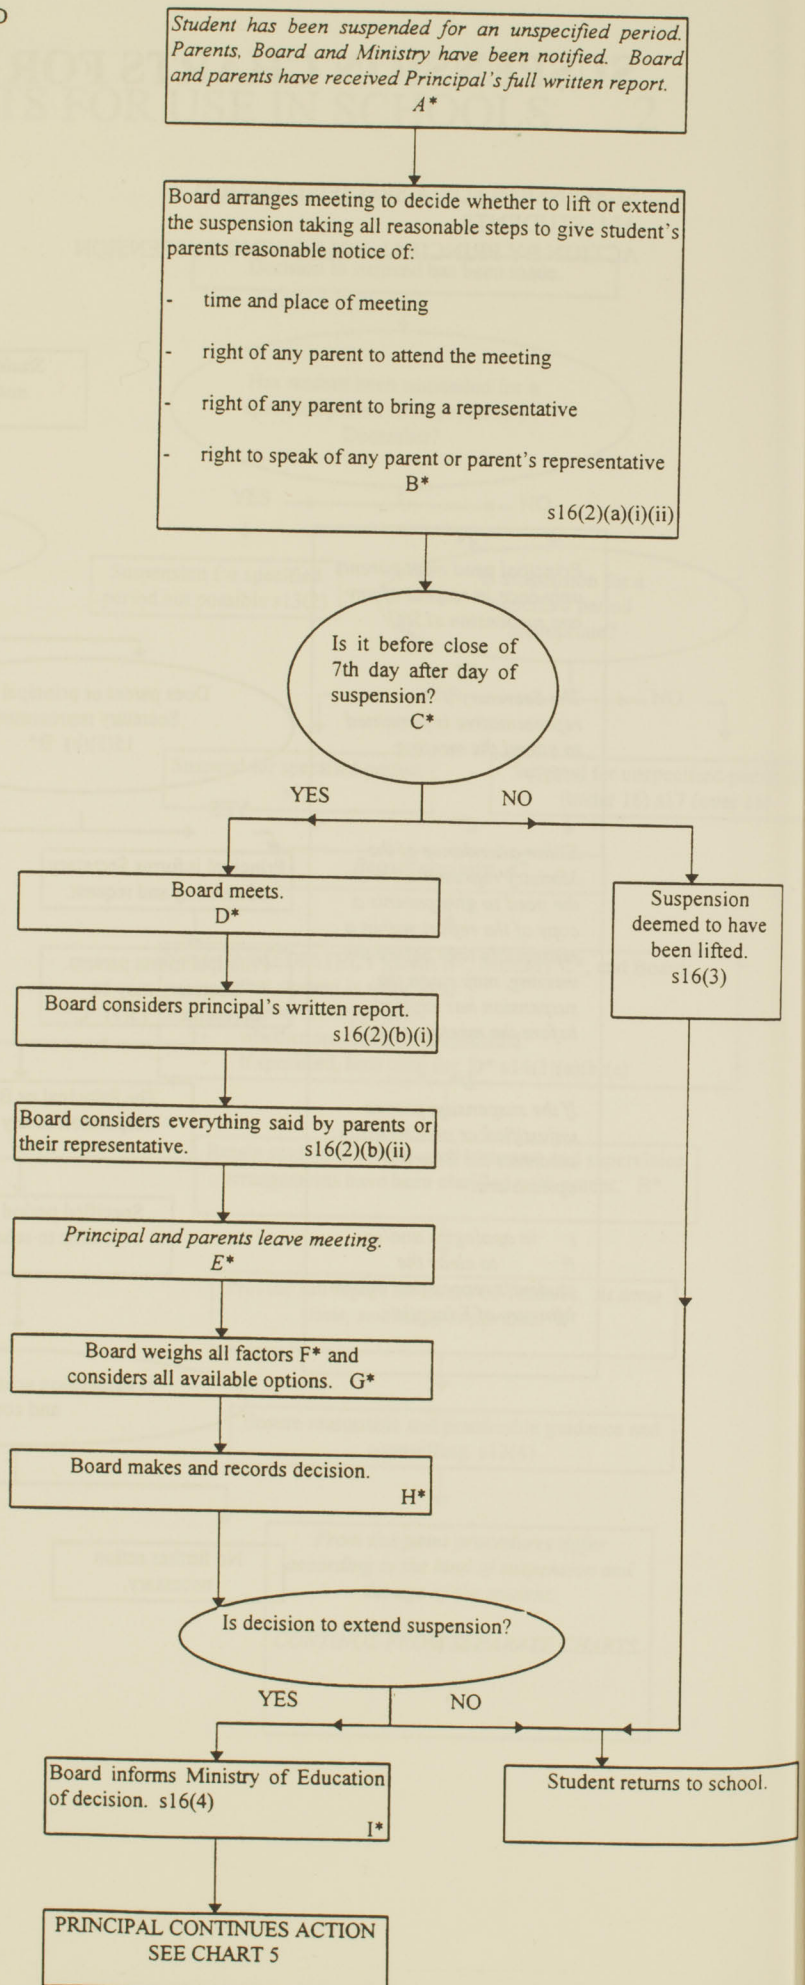 Student has been suspended for an unspecified period.
Parents, Board and Ministry have been notified. Board
and parents have received Principal's full written report.
A*
Board arranges meeting to decide whether to lift or extend
the suspension taking all reasonable steps to give student's
parents reasonable notice of:
- time and place of meeting
- right of any parent to attend the meeting
- right of any parent to bring a representative
- right to speak of any parent or parent's representative
B*
s16(2)(a)(i)(ii)
Is it before close of
7th day after day of
suspension?
C*
YES NO
Board meets.
D*
Suspension
deemed to have
been lifted.
s16(3)
Board considers principal's written report.
s16(2)(b)(i)
Board considers everything said by parents or
their representative. s16(2)(b)(ii)
Principal and parents leave meeting.
E*
Board weighs all factors F* and
considers all available options. G*
Board makes and records decision.
H*
Is decision to extend suspension?
YES NO
Board informs Ministry of Education
of decision. s16(4)
I*
Student returns to school.
PRINCIPAL CONTINUES ACTION
SEE CHART 5